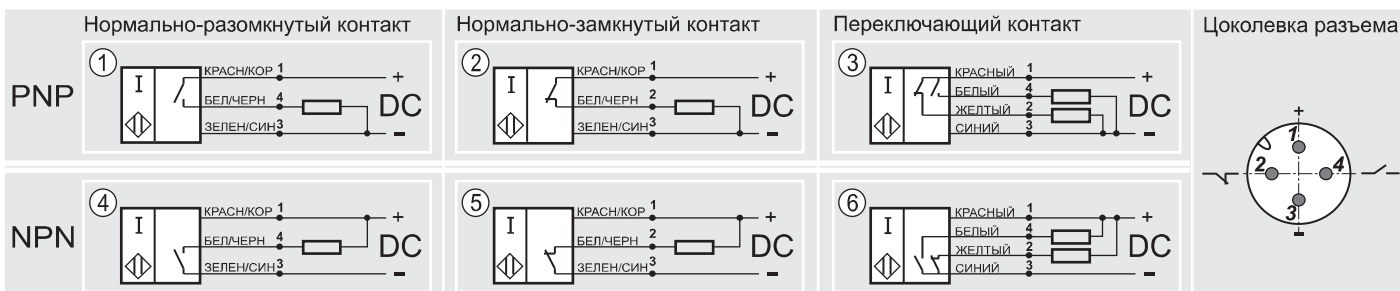 Нормально-разомкнутый контакт
Нормально-замкнутый контакт
Переключающий контакт
Цоколевка разъема
PNP
1
I
КРАСН/КОР 1
+
БЕЛ/ЧЕРН 4
DC
ЗЕЛЕН/СИН 3
-
2
I
КРАСН/КОР 1
+
БЕЛ/ЧЕРН 2
DC
ЗЕЛЕН/СИН 3
-
3
I
КРАСНЫЙ 1
+
БЕЛЫЙ 4
ЖЕЛТЫЙ 2
DC
СИНИЙ 3
-
+
1
2
4
3
-
NPN
4
I
КРАСН/КОР 1
+
БЕЛ/ЧЕРН 4
DC
ЗЕЛЕН/СИН 3
-
5
I
КРАСН/КОР 1
+
БЕЛ/ЧЕРН 2
DC
ЗЕЛЕН/СИН 3
-
6
I
КРАСНЫЙ 1
+
БЕЛЫЙ 4
ЖЕЛТЫЙ 2
DC
СИНИЙ 3
-